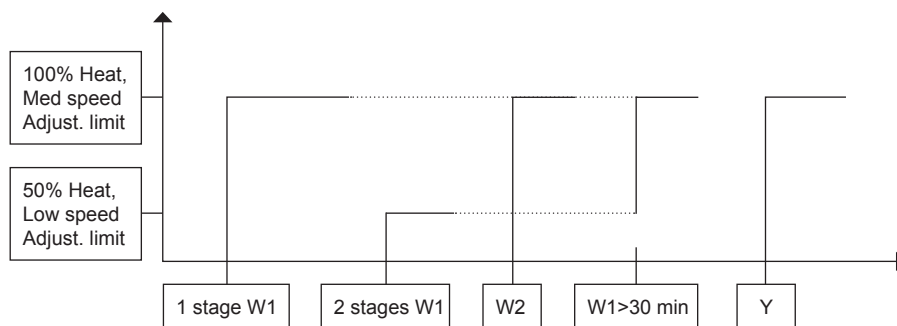 100% Heat,
Med speed
Adjust. limit
50% Heat,
Low speed
Adjust. limit
1 stage W1
2 stages W1
W2
W1>30 min
Y